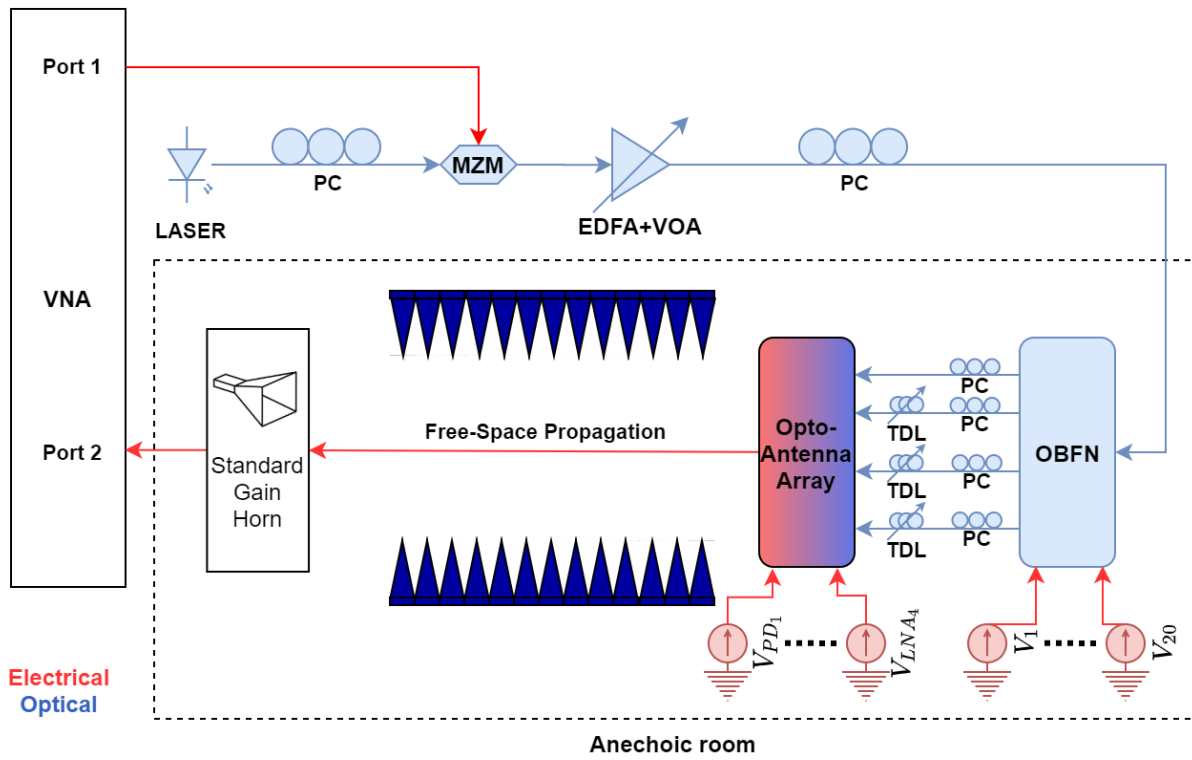 Port 1
PC
MZM
PC
LASER
EDFA+VOA
VNA
PC
TDL
PC
Free-Space Propagation
Opto-
Antenna
Array
OBFN
Port 2
Standard
Gain
Horn
TDL
PC
TDL
PC
V_{PD_1}
V_{LNA_4}
V_1
V_{20}
Electrical
Optical
Anechoic room